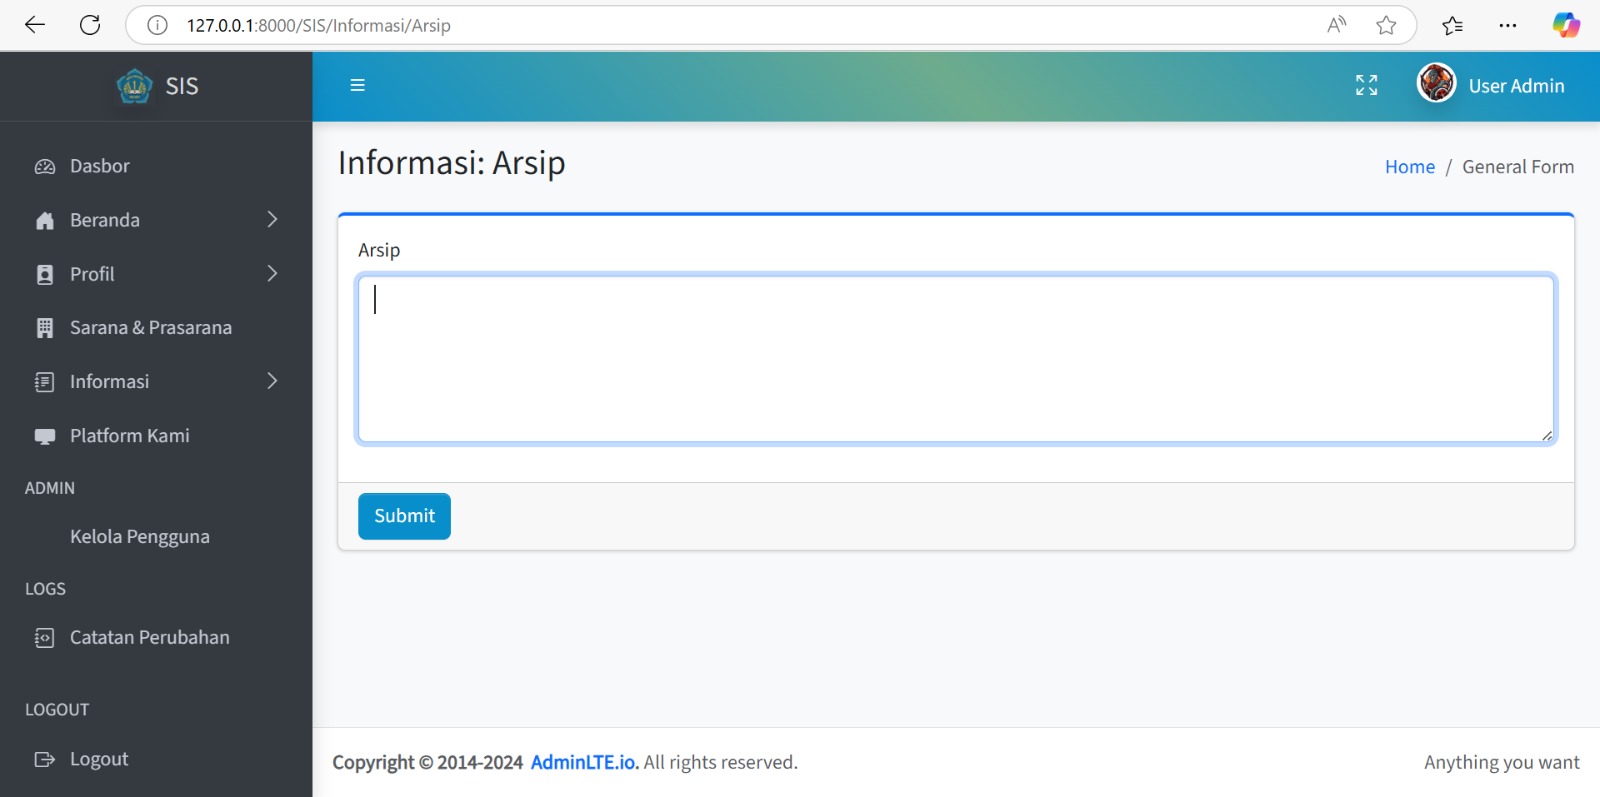 127.0.0.1:8000/SIS/Informasi/Arsip
SIS
User Admin
Dasbor
Beranda
Profil
Sarana & Prasarana
Informasi
Platform Kami
ADMIN
Kelola Pengguna
LOGS
Catatan Perubahan
LOGOUT
Logout
Informasi: Arsip
Home / General Form
Arsip
Submit
Copyright © 2014-2024 AdminLTE.io. All rights reserved.
Anything you want